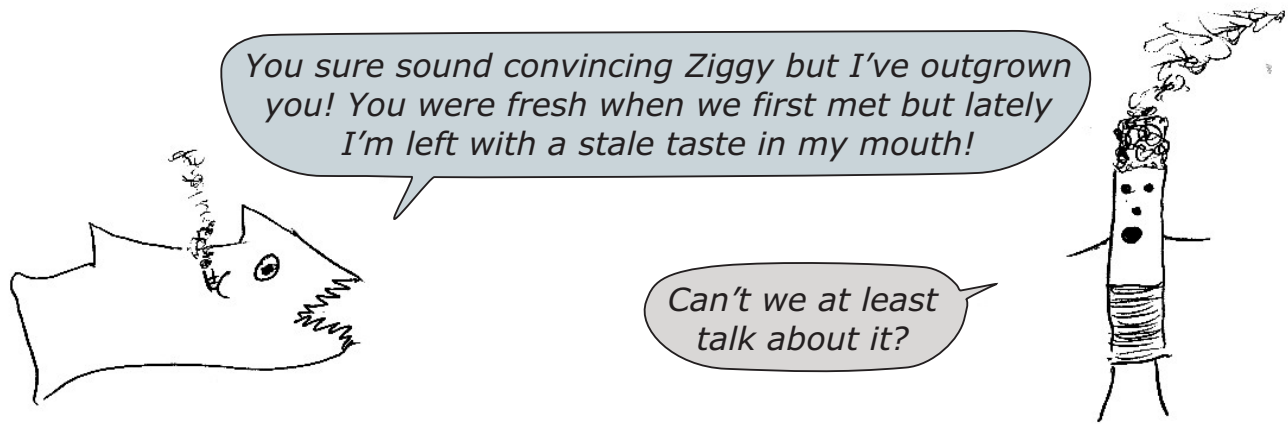 You sure sound convincing Ziggy but I’ve outgrown
you! You were fresh when we first met but lately
I’m left with a stale taste in my mouth!
Can’t we at least
talk about it?